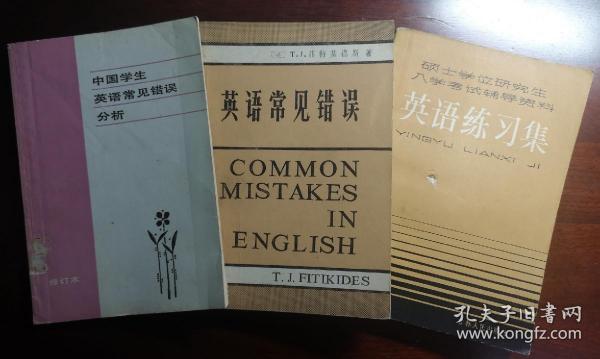 中国学生
英语常见错误
分析
修订本
T.J.菲特基德斯 著
英语常见错误
COMMON
MISTAKES
IN
ENGLISH
T. J. FITIKIDES
硕士学位研究生
入学考试辅导资料
英语练习集
YINGYU LIANXI JI
孔夫子旧书网
www.kongfz.com